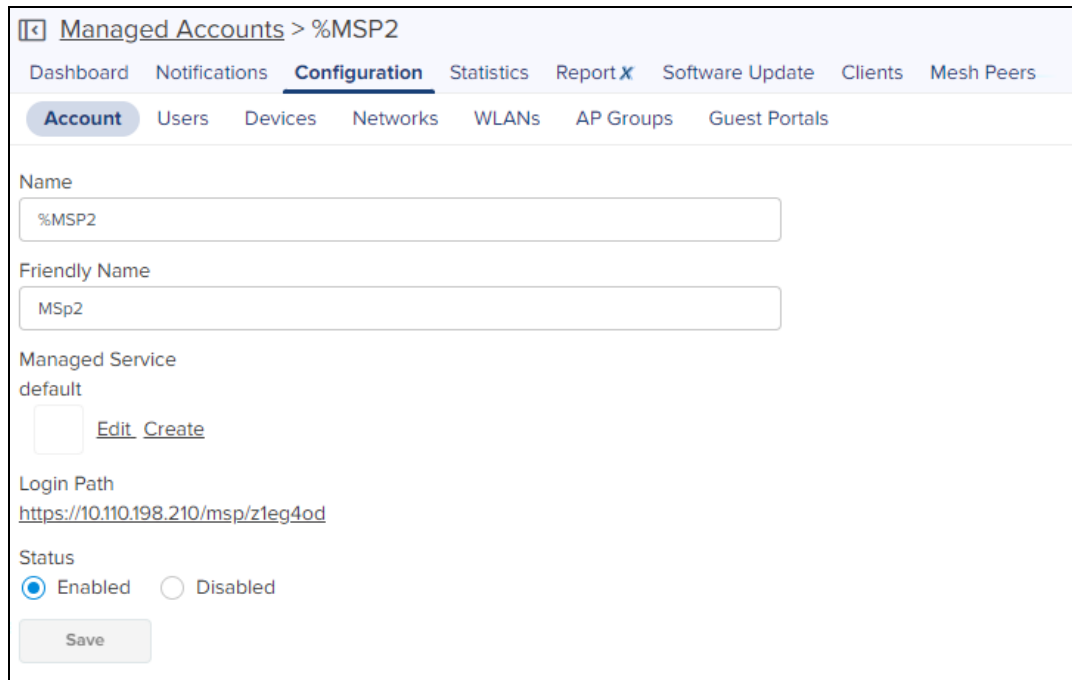 Managed Accounts > %MSP2
Dashboard Notifications Configuration Statistics Report X Software Update Clients Mesh Peers
Account Users Devices Networks WLANs AP Groups Guest Portals
Name
%MSP2
Friendly Name
MSp2
Managed Service
default
Edit Create
Login Path
https://10.110.198.210/msp/z1eg4od
Status
Enabled Disabled
Save